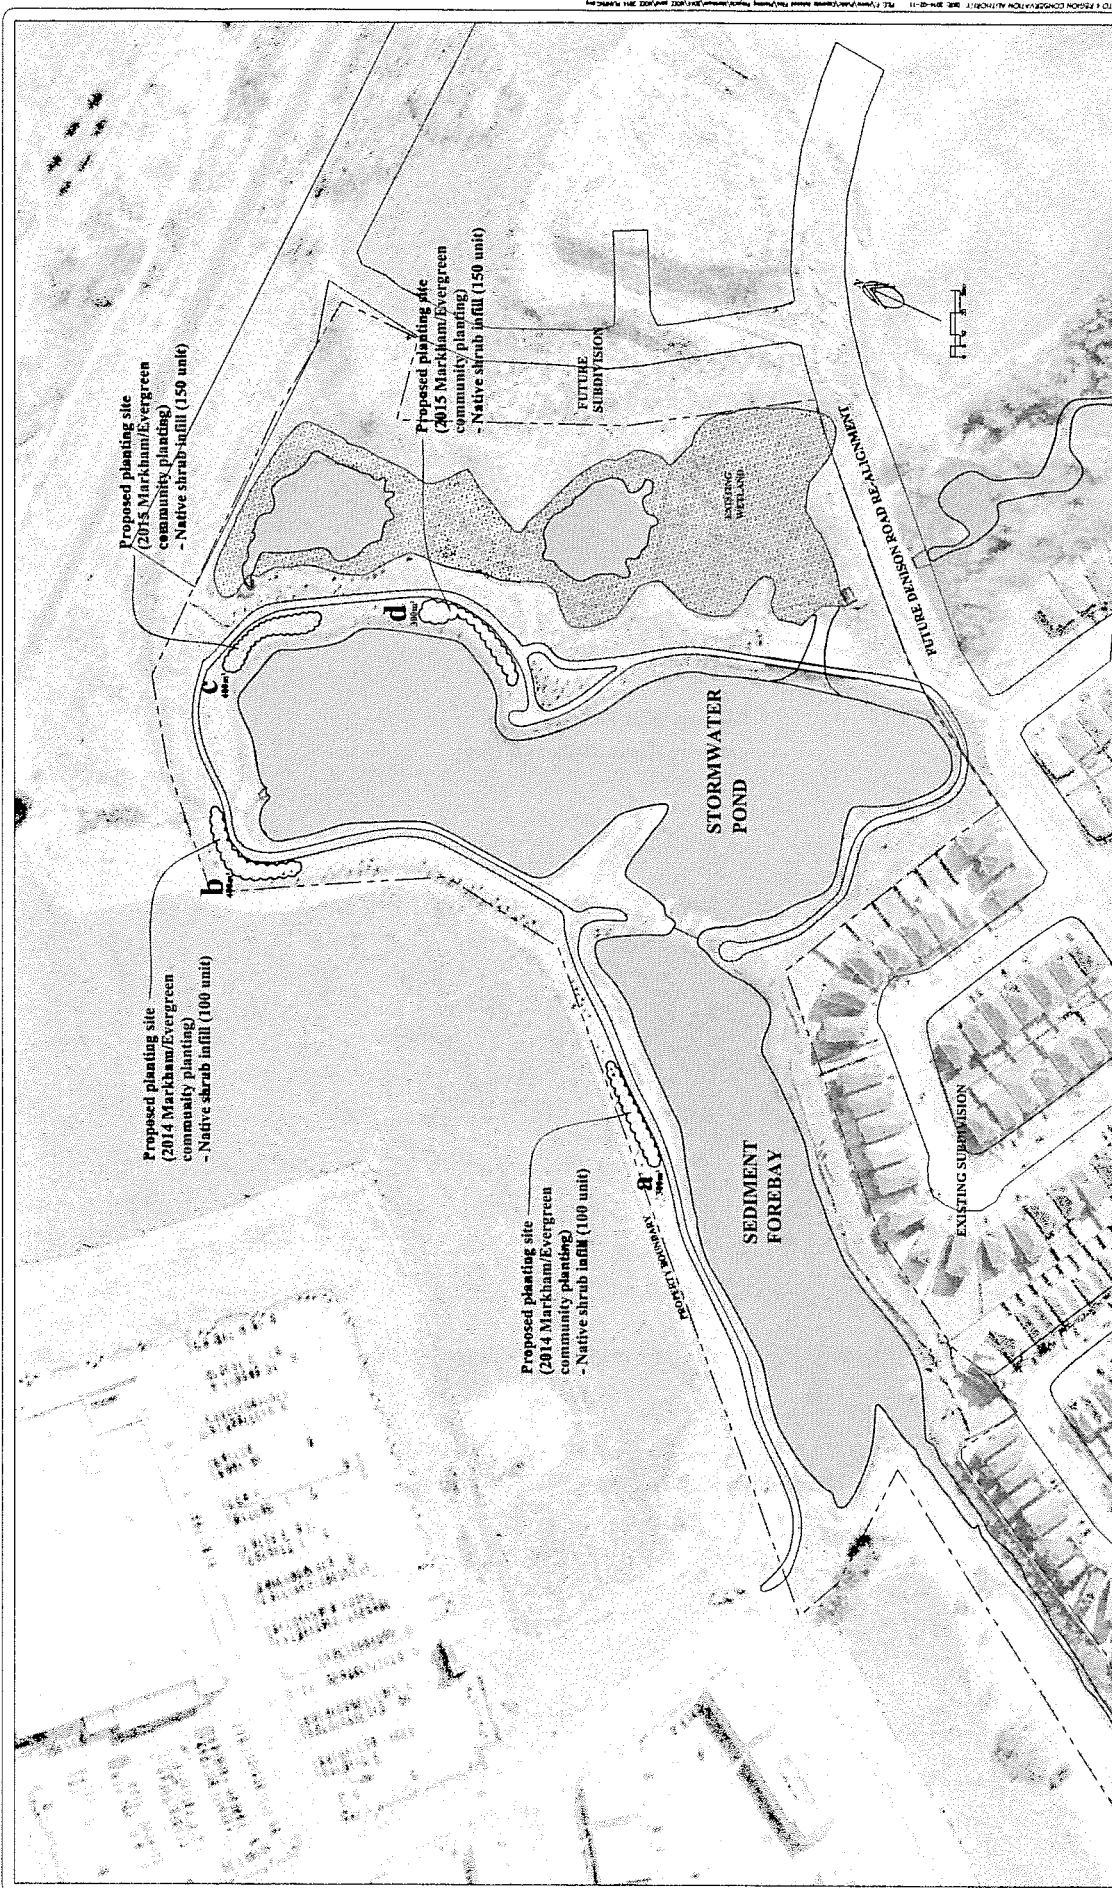 Proposed planting site
(2014 Markham/Evergreen
community planting)
- Native shrub infill (100 unit)
b
Proposed planting site
(2015 Markham/Evergreen
community planting)
- Native shrub infill (150 unit)
c
Proposed planting site
(2015 Markham/Evergreen
community planting)
- Native shrub infill (150 unit)
d
Proposed planting site
(2014 Markham/Evergreen
community planting)
- Native shrub infill (100 unit)
a
PROPERTY BOUNDARY
FUTURE
SUBDIVISION
EXISTING
WETLAND
STORMWATER
POND
SEDIMENT
FOREBAY
FUTURE DENISON ROAD RE-ALIGNMENT
EXISTING SUBDIVISION
REGION CONSERVATION AUTHORITY